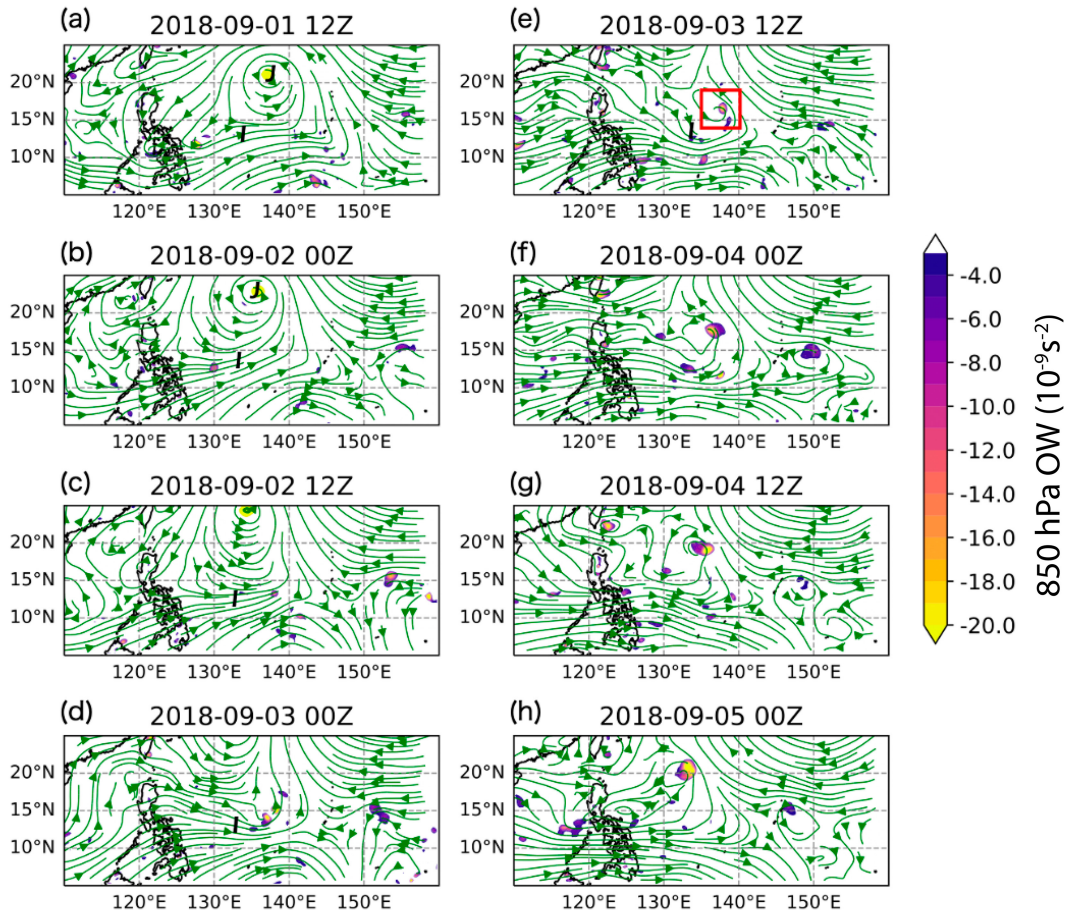 (a) 2018-09-01 12Z
20°N
15°N
10°N
J
I
120°E 130°E 140°E 150°E
(b) 2018-09-02 00Z
20°N
15°N
10°N
J
I
120°E 130°E 140°E 150°E
(c) 2018-09-02 12Z
20°N
15°N
10°N
I
120°E 130°E 140°E 150°E
(d) 2018-09-03 00Z
20°N
15°N
10°N
I
120°E 130°E 140°E 150°E
(e) 2018-09-03 12Z
20°N
15°N
10°N
I
120°E 130°E 140°E 150°E
(f) 2018-09-04 00Z
20°N
15°N
10°N
120°E 130°E 140°E 150°E
(g) 2018-09-04 12Z
20°N
15°N
10°N
120°E 130°E 140°E 150°E
(h) 2018-09-05 00Z
20°N
15°N
10°N
120°E 130°E 140°E 150°E
-4.0
-6.0
-8.0
-10.0
-12.0
-14.0
-16.0
-18.0
-20.0
850 hPa OW (10⁻⁹s⁻²)